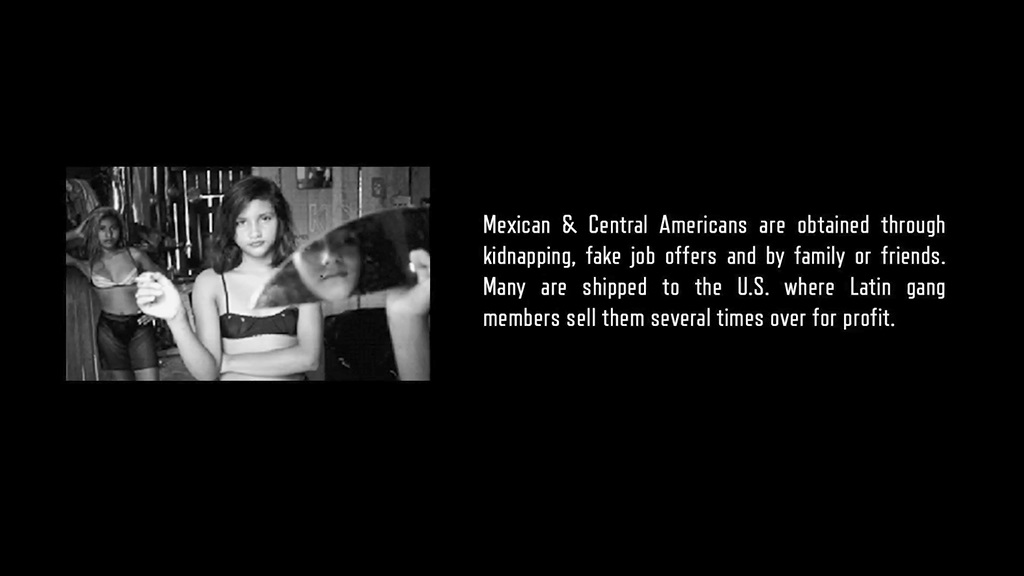 Mexican & Central Americans are obtained through
kidnapping, fake job offers and by family or friends.
Many are shipped to the U.S. where Latin gang
members sell them several times over for profit.